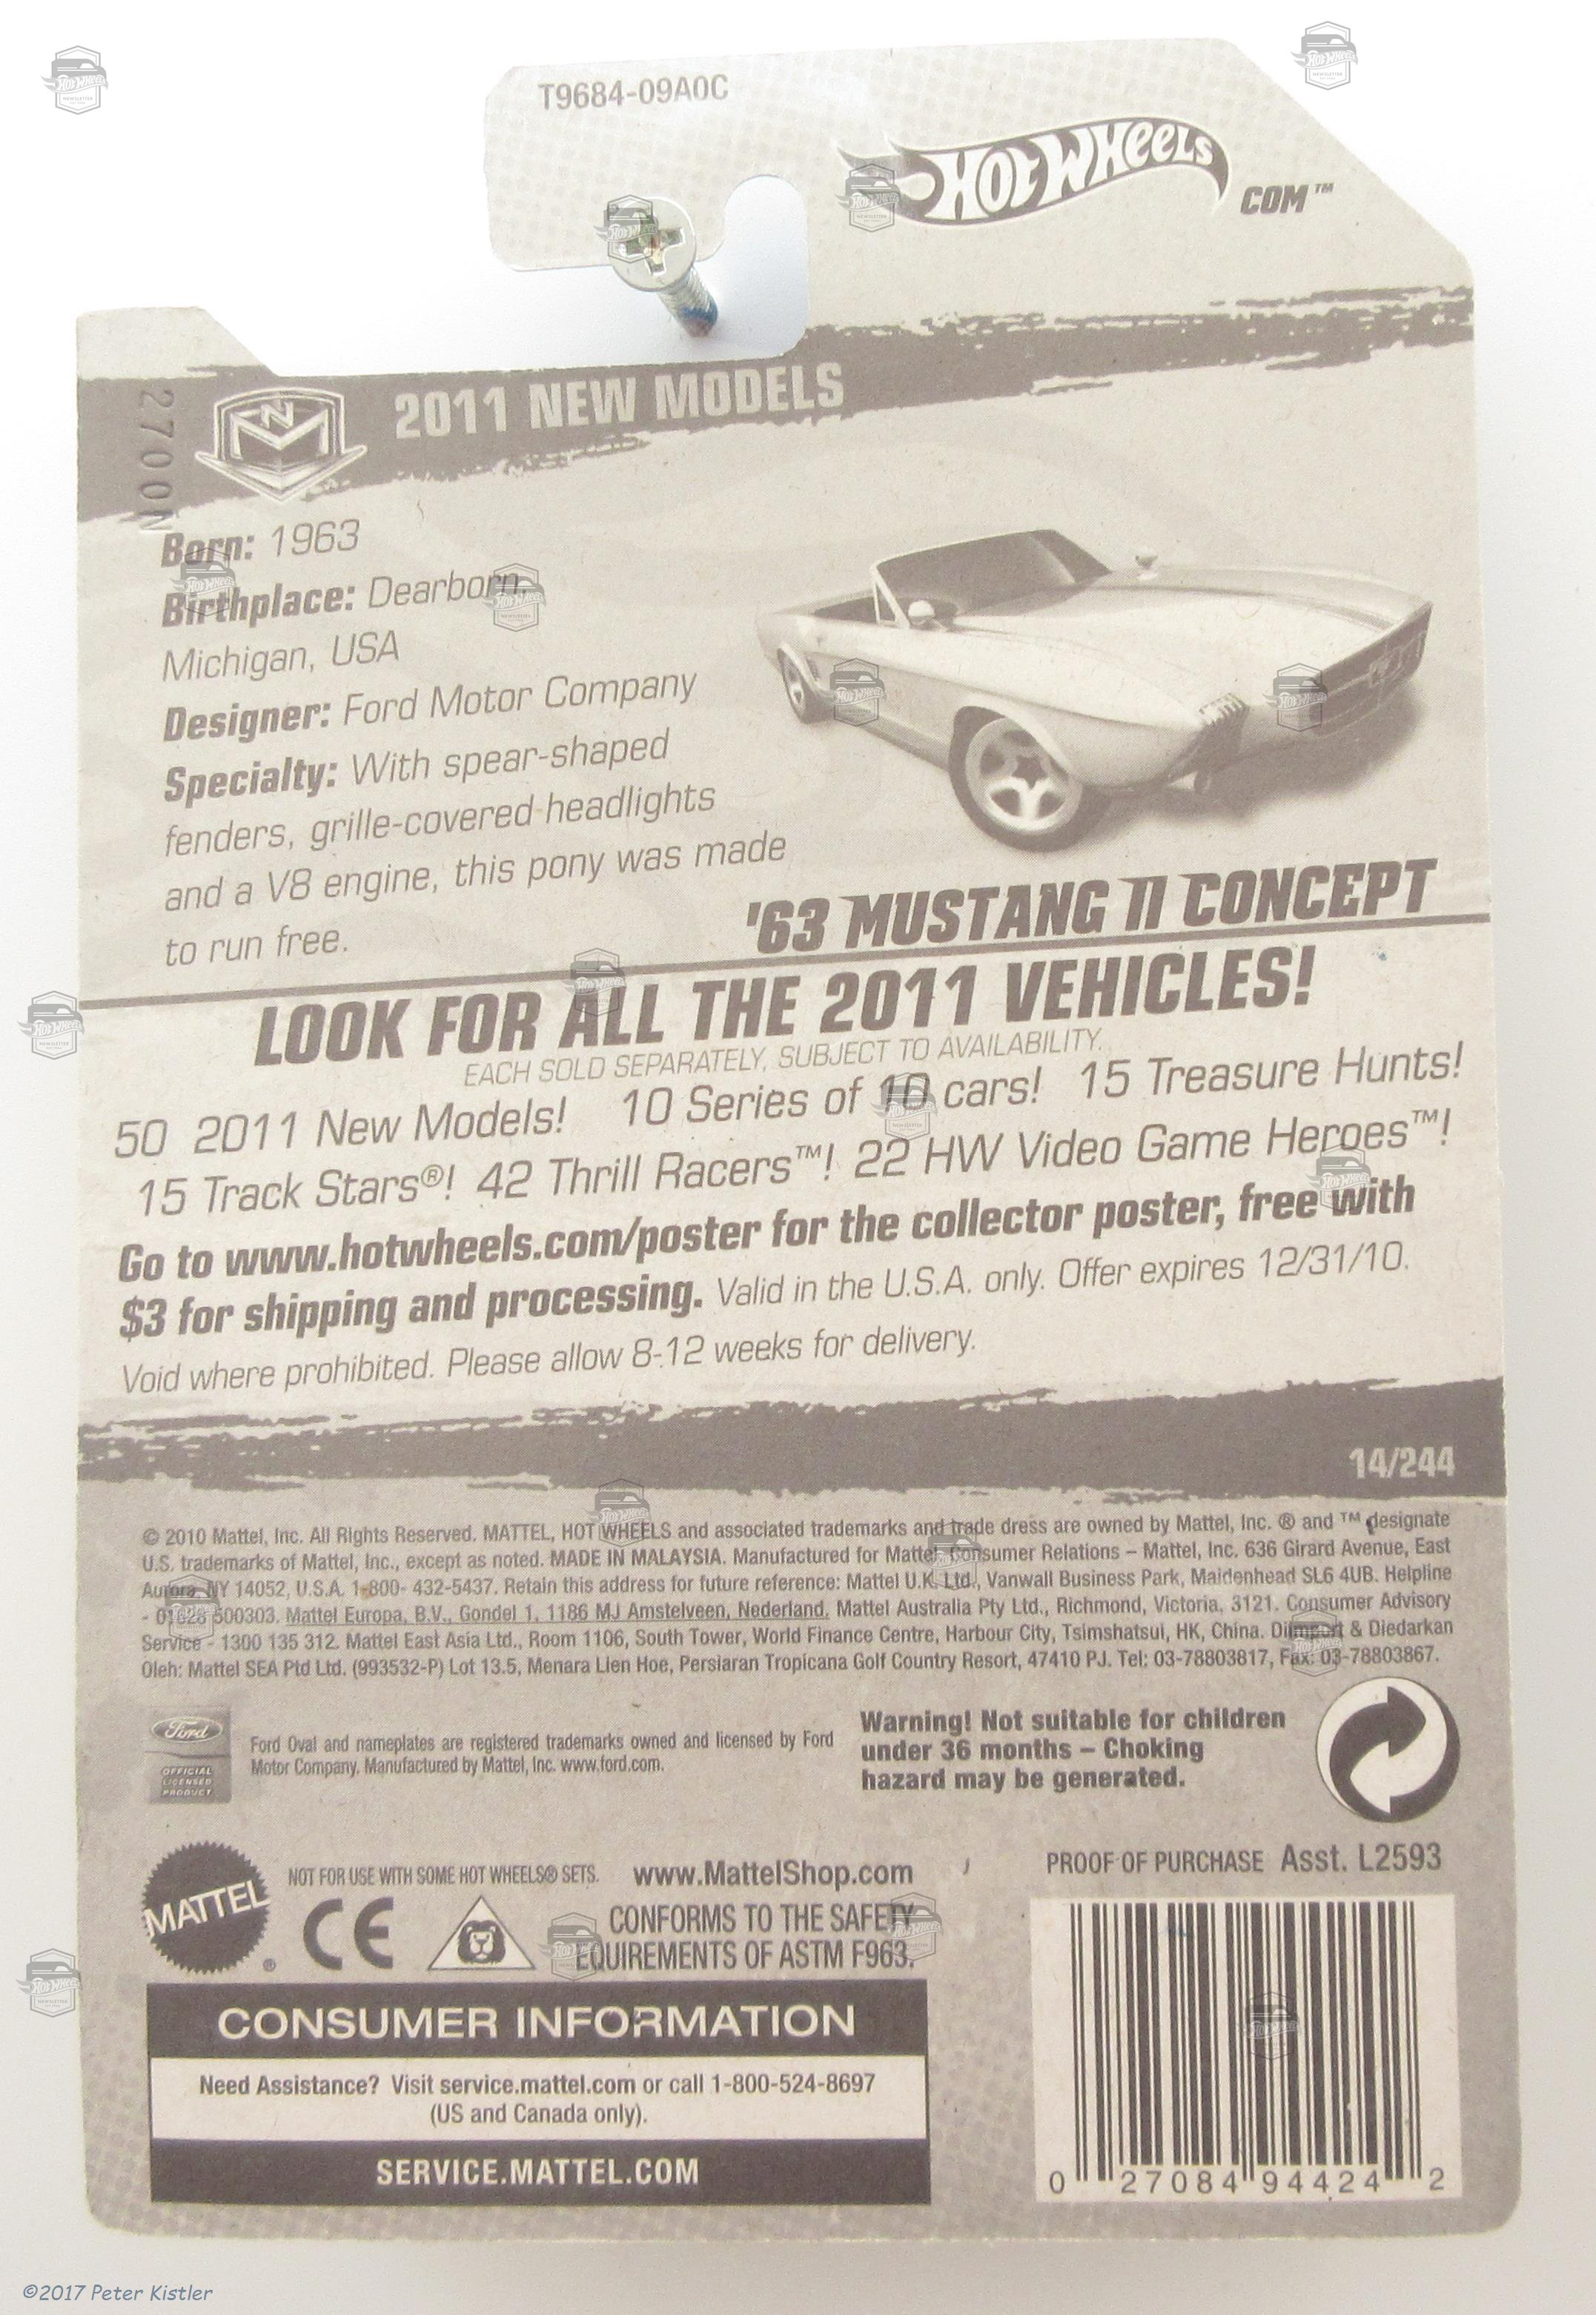 T9684-09A0C
HOT WHEELS
COM™
2700N
2011 NEW MODELS
Born: 1963
Birthplace: Dearborn,
Michigan, USA
Designer: Ford Motor Company
Specialty: With spear-shaped
fenders, grille-covered headlights
and a V8 engine, this pony was made
to run free.
'63 MUSTANG II CONCEPT
LOOK FOR ALL THE 2011 VEHICLES!
EACH SOLD SEPARATELY, SUBJECT TO AVAILABILITY.
50 2011 New Models! 10 Series of 10 cars! 15 Treasure Hunts!
15 Track Stars®! 42 Thrill Racers™! 22 HW Video Game Heroes™!
Go to www.hotwheels.com/poster for the collector poster, free with
$3 for shipping and processing. Valid in the U.S.A. only. Offer expires 12/31/10.
Void where prohibited. Please allow 8-12 weeks for delivery.
14/244
© 2010 Mattel, Inc. All Rights Reserved. MATTEL, HOT WHEELS and associated trademarks and trade dress are owned by Mattel, Inc. ® and ™ designate
U.S. trademarks of Mattel, Inc., except as noted. MADE IN MALAYSIA. Manufactured for Mattel. Consumer Relations – Mattel, Inc. 636 Girard Avenue, East
Aurora, NY 14052, U.S.A. 1-800- 432-5437. Retain this address for future reference: Mattel U.K. Ltd., Vanwall Business Park, Maidenhead SL6 4UB. Helpline
- 01628 500303. Mattel Europa, B.V., Gondel 1, 1186 MJ Amstelveen, Nederland. Mattel Australia Pty Ltd., Richmond, Victoria. 3121. Consumer Advisory
Service - 1300 135 312. Mattel East Asia Ltd., Room 1106, South Tower, World Finance Centre, Harbour City, Tsimshatsui, HK, China. Diimport & Diedarkan
Oleh: Mattel SEA Ptd Ltd. (993532-P) Lot 13.5, Menara Lien Hoe, Persiaran Tropicana Golf Country Resort, 47410 PJ. Tel: 03-78803817, Fax: 03-78803867.
Ford
OFFICIAL
LICENSED
PRODUCT
Ford Oval and nameplates are registered trademarks owned and licensed by Ford
Motor Company. Manufactured by Mattel, Inc. www.ford.com.
Warning! Not suitable for children
under 36 months – Choking
hazard may be generated.
MATTEL®
NOT FOR USE WITH SOME HOT WHEELS® SETS. www.MattelShop.com
CE
CONFORMS TO THE SAFETY
EQUIREMENTS OF ASTM F963.
PROOF OF PURCHASE Asst. L2593
CONSUMER INFORMATION
Need Assistance? Visit service.mattel.com or call 1-800-524-8697
(US and Canada only).
SERVICE.MATTEL.COM
0 27084 94424 2
©2017 Peter Kistler